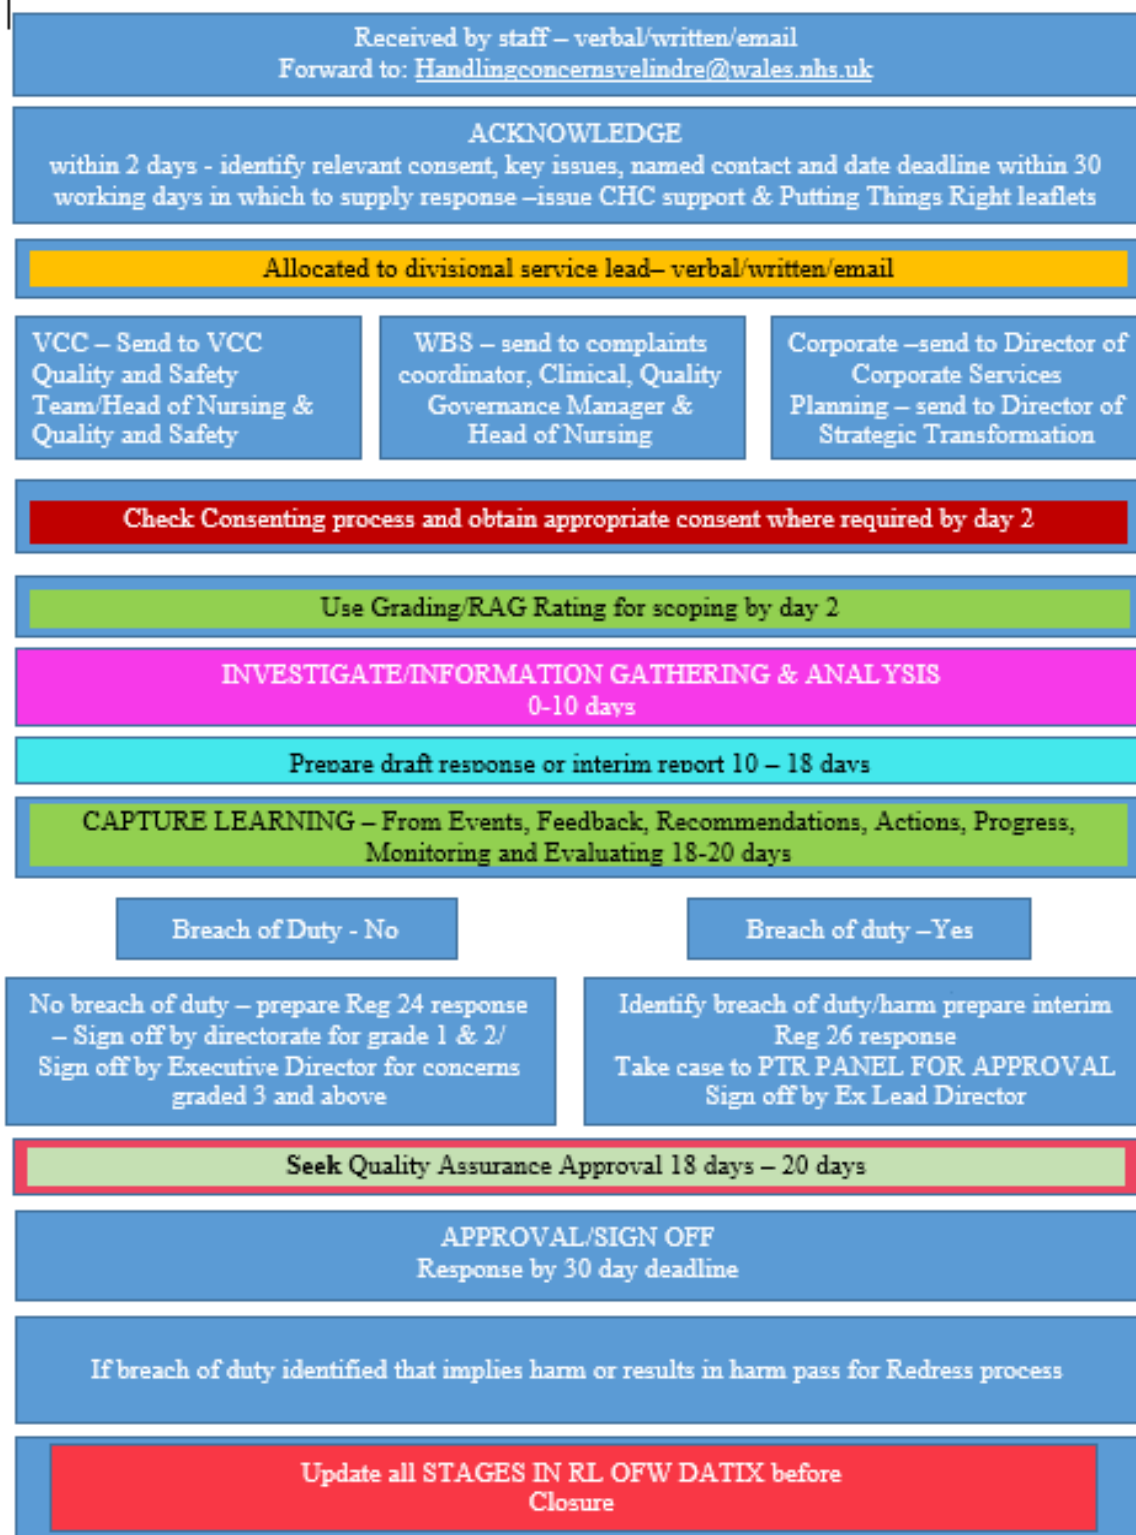 Received by staff – verbal/written/email
Forward to: Handlingconcernsvelindre@wales.nhs.uk
ACKNOWLEDGE
within 2 days - identify relevant consent, key issues, named contact and date deadline within 30
working days in which to supply response –issue CHC support & Putting Things Right leaflets
Allocated to divisional service lead– verbal/written/email
VCC – Send to VCC
Quality and Safety
Team/Head of Nursing &
Quality and Safety
WBS – send to complaints
coordinator, Clinical, Quality
Governance Manager &
Head of Nursing
Corporate –send to Director of
Corporate Services
Planning – send to Director of
Strategic Transformation
Check Consenting process and obtain appropriate consent where required by day 2
Use Grading/RAG Rating for scoping by day 2
INVESTIGATE/INFORMATION GATHERING & ANALYSIS
0-10 days
Prepare draft response or interim report 10 – 18 days
CAPTURE LEARNING – From Events, Feedback, Recommendations, Actions, Progress,
Monitoring and Evaluating 18-20 days
Breach of Duty - No
Breach of duty –Yes
No breach of duty – prepare Reg 24 response
– Sign off by directorate for grade 1 & 2/
Sign off by Executive Director for concerns
graded 3 and above
Identify breach of duty/harm prepare interim
Reg 26 response
Take case to PTR PANEL FOR APPROVAL
Sign off by Ex Lead Director
Seek Quality Assurance Approval 18 days – 20 days
APPROVAL/SIGN OFF
Response by 30 day deadline
If breach of duty identified that implies harm or results in harm pass for Redress process
Update all STAGES IN RL OFW DATIX before
Closure